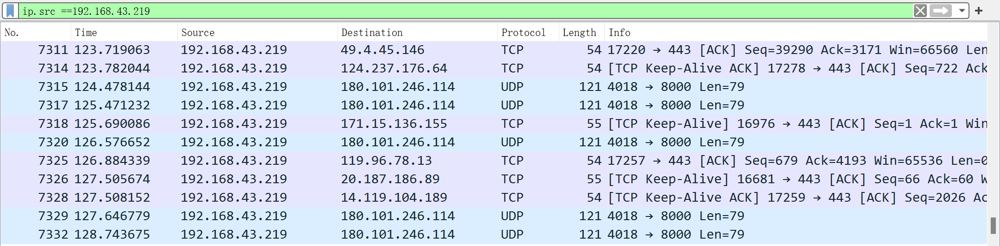 ip.src ==192.168.43.219
No. Time Source Destination Protocol Length Info
7311 123.719063 192.168.43.219 49.4.45.146 TCP 54 17220 → 443 [ACK] Seq=39290 Ack=3171 Win=66560 Len
7314 123.782044 192.168.43.219 124.237.176.64 TCP 54 [TCP Keep-Alive ACK] 17278 → 443 [ACK] Seq=722 Ack
7315 124.478144 192.168.43.219 180.101.246.114 UDP 121 4018 → 8000 Len=79
7317 125.471232 192.168.43.219 180.101.246.114 UDP 121 4018 → 8000 Len=79
7318 125.690086 192.168.43.219 171.15.136.155 TCP 55 [TCP Keep-Alive] 16976 → 443 [ACK] Seq=1 Ack=1 Win
7320 126.576652 192.168.43.219 180.101.246.114 UDP 121 4018 → 8000 Len=79
7325 126.884339 192.168.43.219 119.96.78.13 TCP 54 17257 → 443 [ACK] Seq=679 Ack=4193 Win=65536 Len=0
7326 127.505674 192.168.43.219 20.187.186.89 TCP 55 [TCP Keep-Alive] 16681 → 443 [ACK] Seq=66 Ack=60 W
7328 127.508152 192.168.43.219 14.119.104.189 TCP 54 [TCP Keep-Alive ACK] 17259 → 443 [ACK] Seq=2026 Ac
7329 127.646779 192.168.43.219 180.101.246.114 UDP 121 4018 → 8000 Len=79
7332 128.743675 192.168.43.219 180.101.246.114 UDP 121 4018 → 8000 Len=79